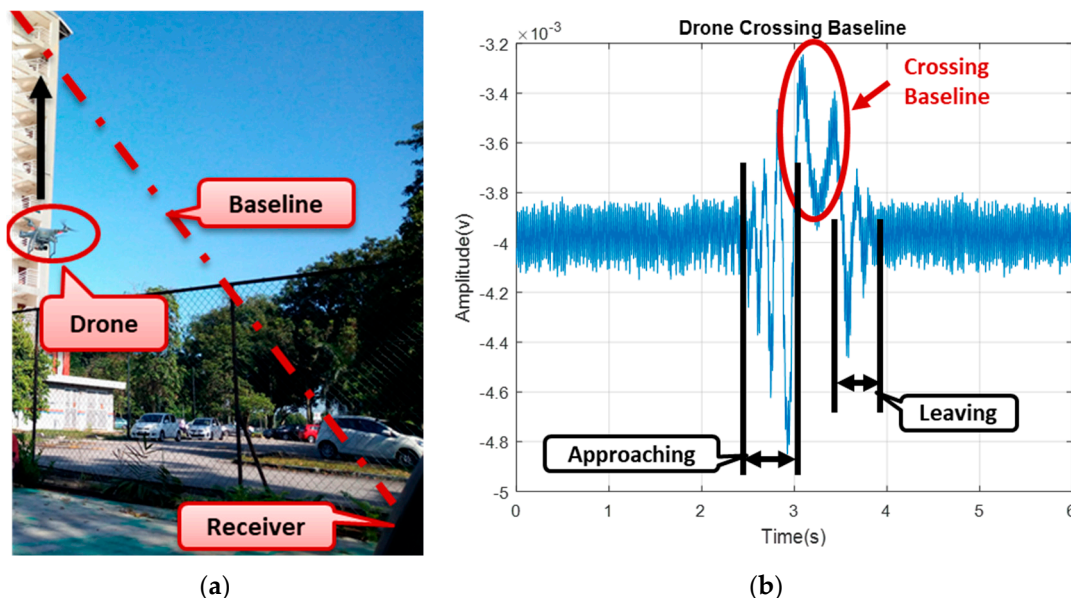 Baseline
Drone
Receiver
(a)
×10⁻³
Drone Crossing Baseline
-3.2
-3.4
-3.6
-3.8
-4
-4.2
-4.4
-4.6
-4.8
-5
Amplitude(v)
Crossing
Baseline
Approaching
Leaving
0 1 2 3 4 5 6
Time(s)
(b)